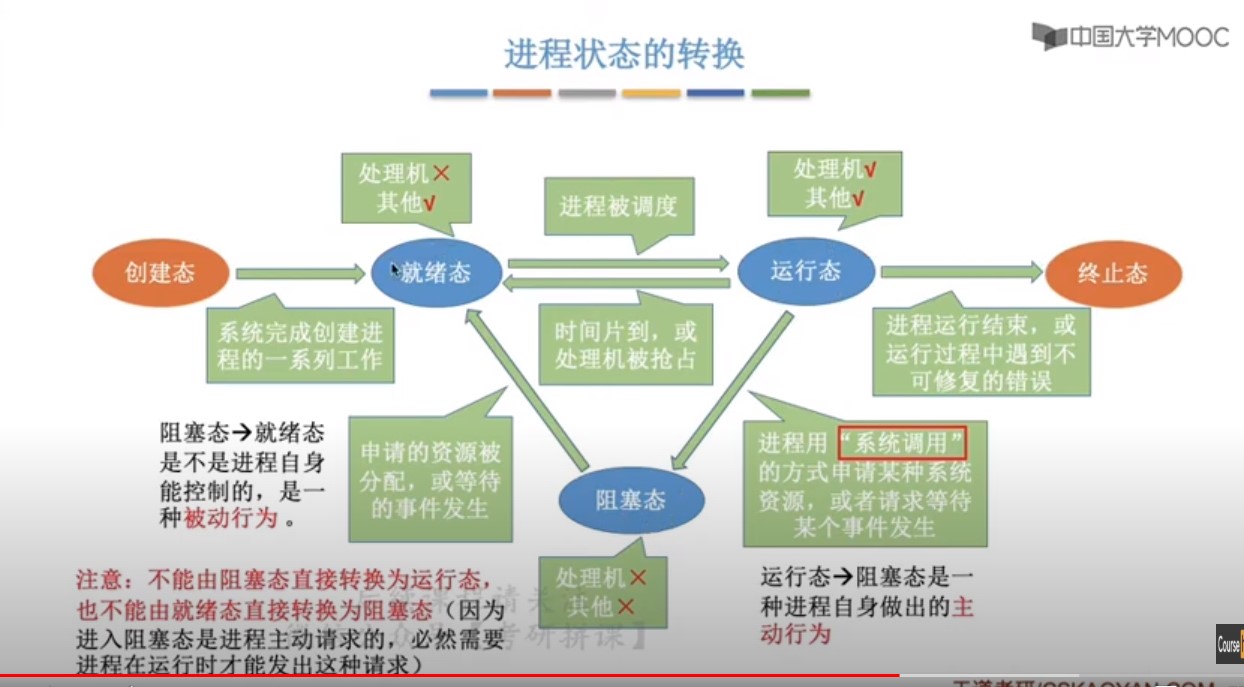 中国大学MOOC
进程状态的转换
处理机×
其他√
进程被调度
处理机√
其他√
创建态
就绪态
运行态
终止态
系统完成创建进
程的一系列工作
时间片到，或
处理机被抢占
进程运行结束，或
运行过程中遇到不
可修复的错误
阻塞态→就绪态
是不是进程自身
能控制的，是一
种被动行为。
申请的资源被
分配，或等待
的事件发生
阻塞态
进程用“系统调用”
的方式申请某种系统
资源，或者请求等待
某个事件发生
处理机×
其他×
运行态→阻塞态是一
种进程自身做出的主
动行为
注意：不能由阻塞态直接转换为运行态，
也不能由就绪态直接转换为阻塞态（因为
进入阻塞态是进程主动请求的，必然需要
进程在运行时才能发出这种请求）
Course
王道考研/CSKAOYAN.COM